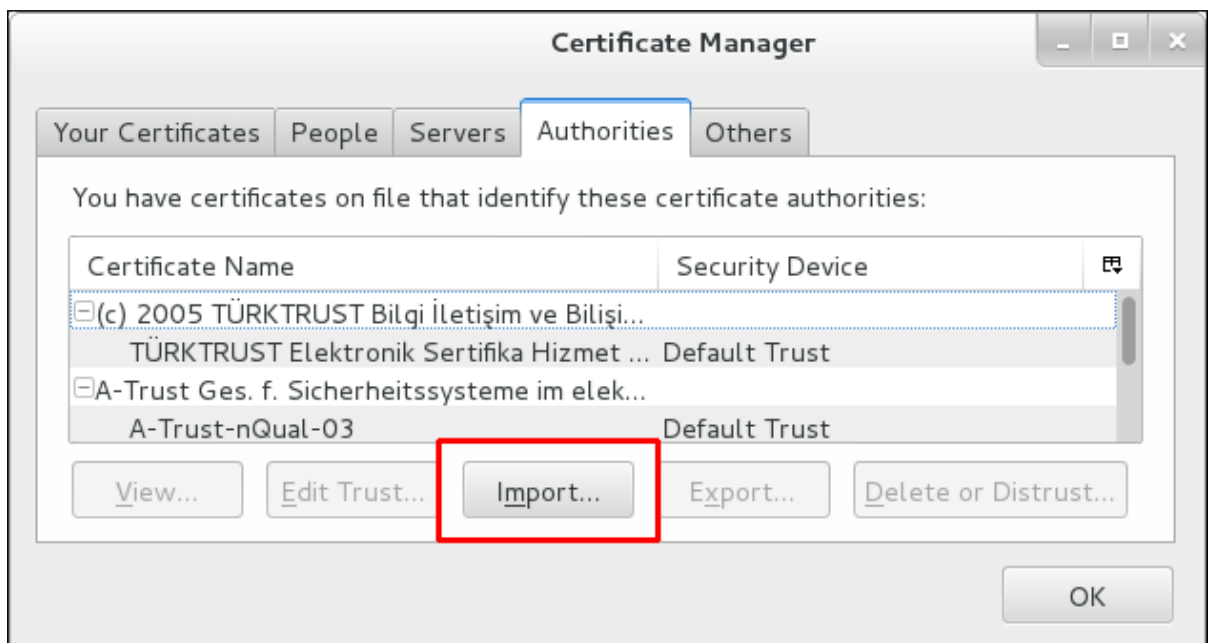 Certificate Manager
Your Certificates People Servers Authorities Others
You have certificates on file that identify these certificate authorities:
Certificate Name Security Device
(c) 2005 TÜRKTRUST Bilgi İletişim ve Bilişi...
TÜRKTRUST Elektronik Sertifika Hizmet ... Default Trust
A-Trust Ges. f. Sicherheitssysteme im elek...
A-Trust-nQual-03 Default Trust
View... Edit Trust... Import... Export... Delete or Distrust...
OK